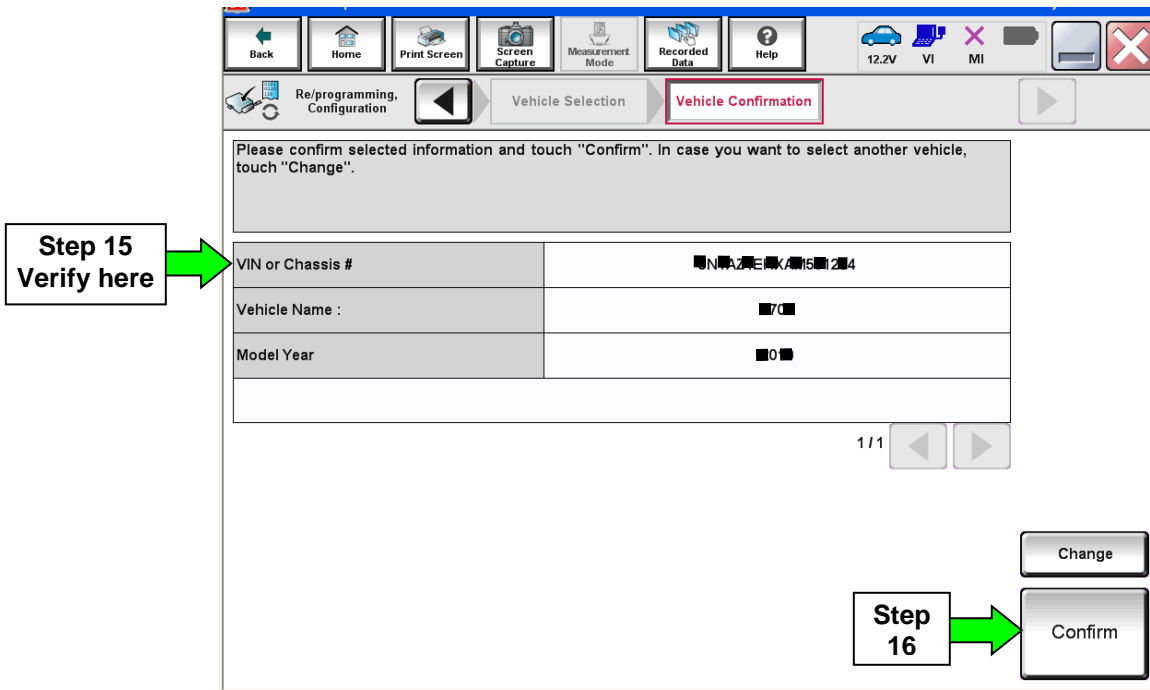 Back
Home
Print Screen
Screen
Capture
Measurement
Mode
Recorded
Data
Help
12.2V
VI
MI
Re/programming,
Configuration
Vehicle Selection
Vehicle Confirmation
Please confirm selected information and touch "Confirm". In case you want to select another vehicle,
touch "Change".
Step 15
Verify here
VIN or Chassis #
Vehicle Name :
Model Year
1/1
Change
Step
16
Confirm